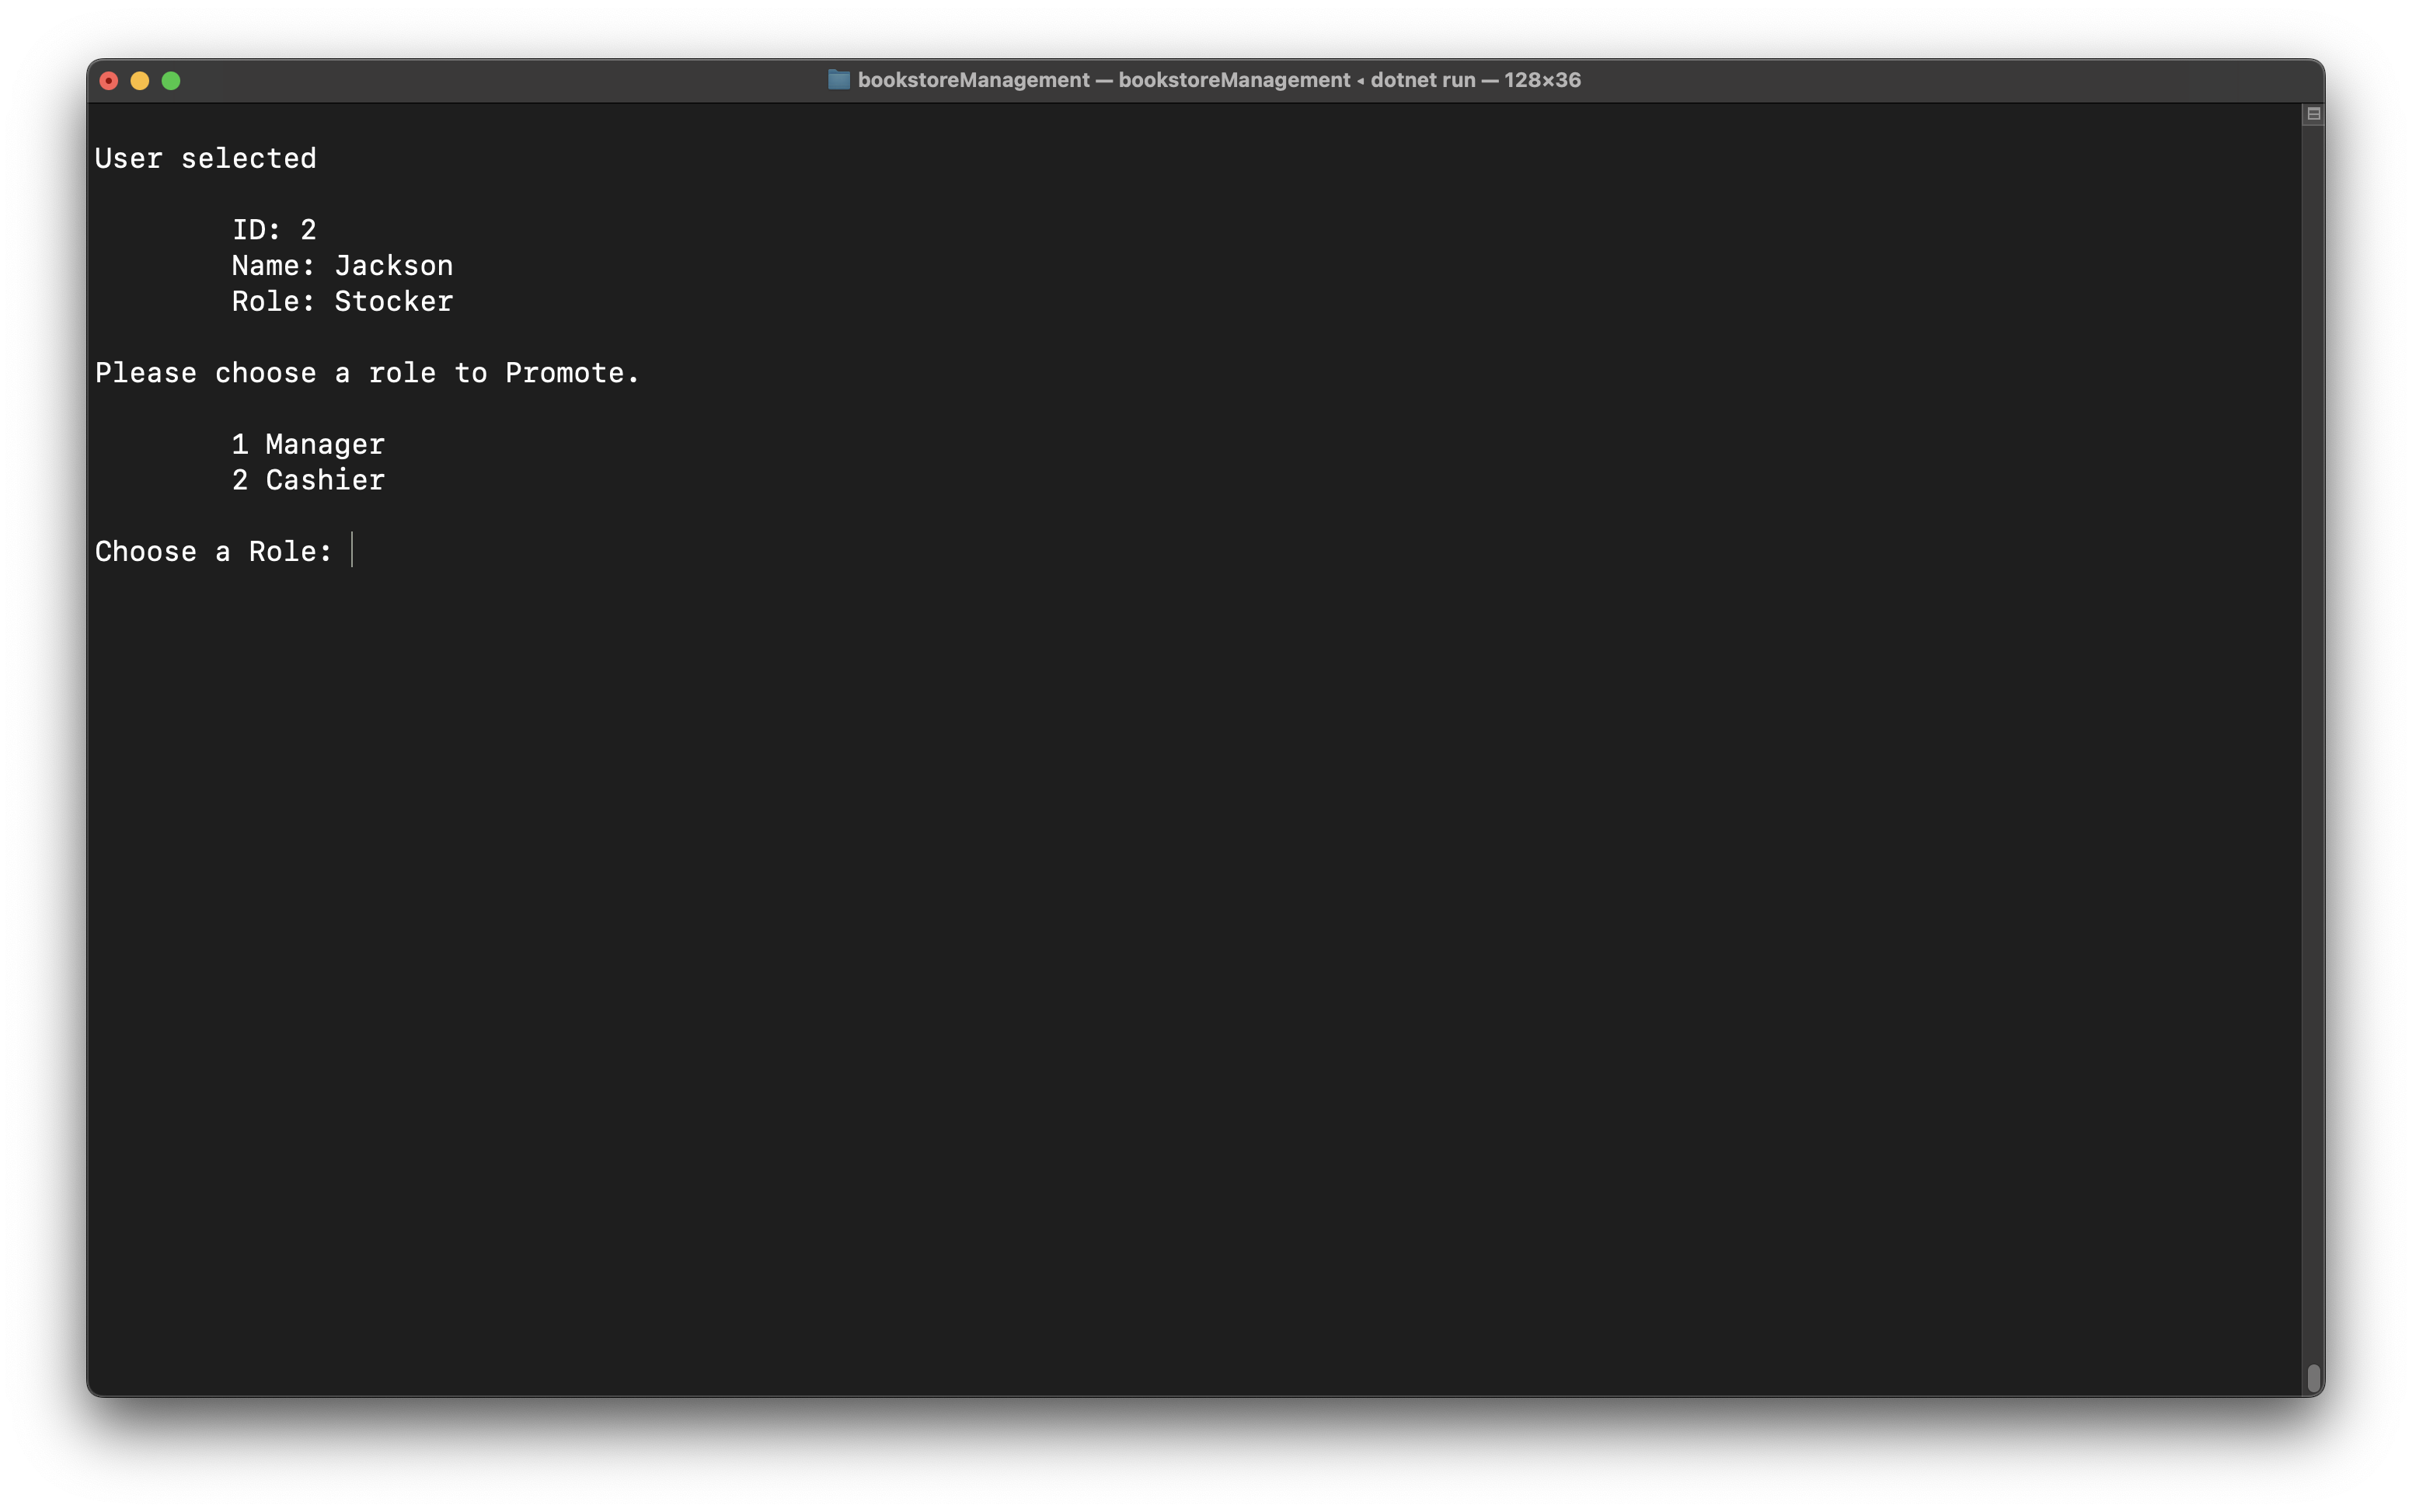 bookstoreManagement — bookstoreManagement ◂ dotnet run — 128×36
User selected
ID: 2
Name: Jackson
Role: Stocker
Please choose a role to Promote.
1 Manager
2 Cashier
Choose a Role: